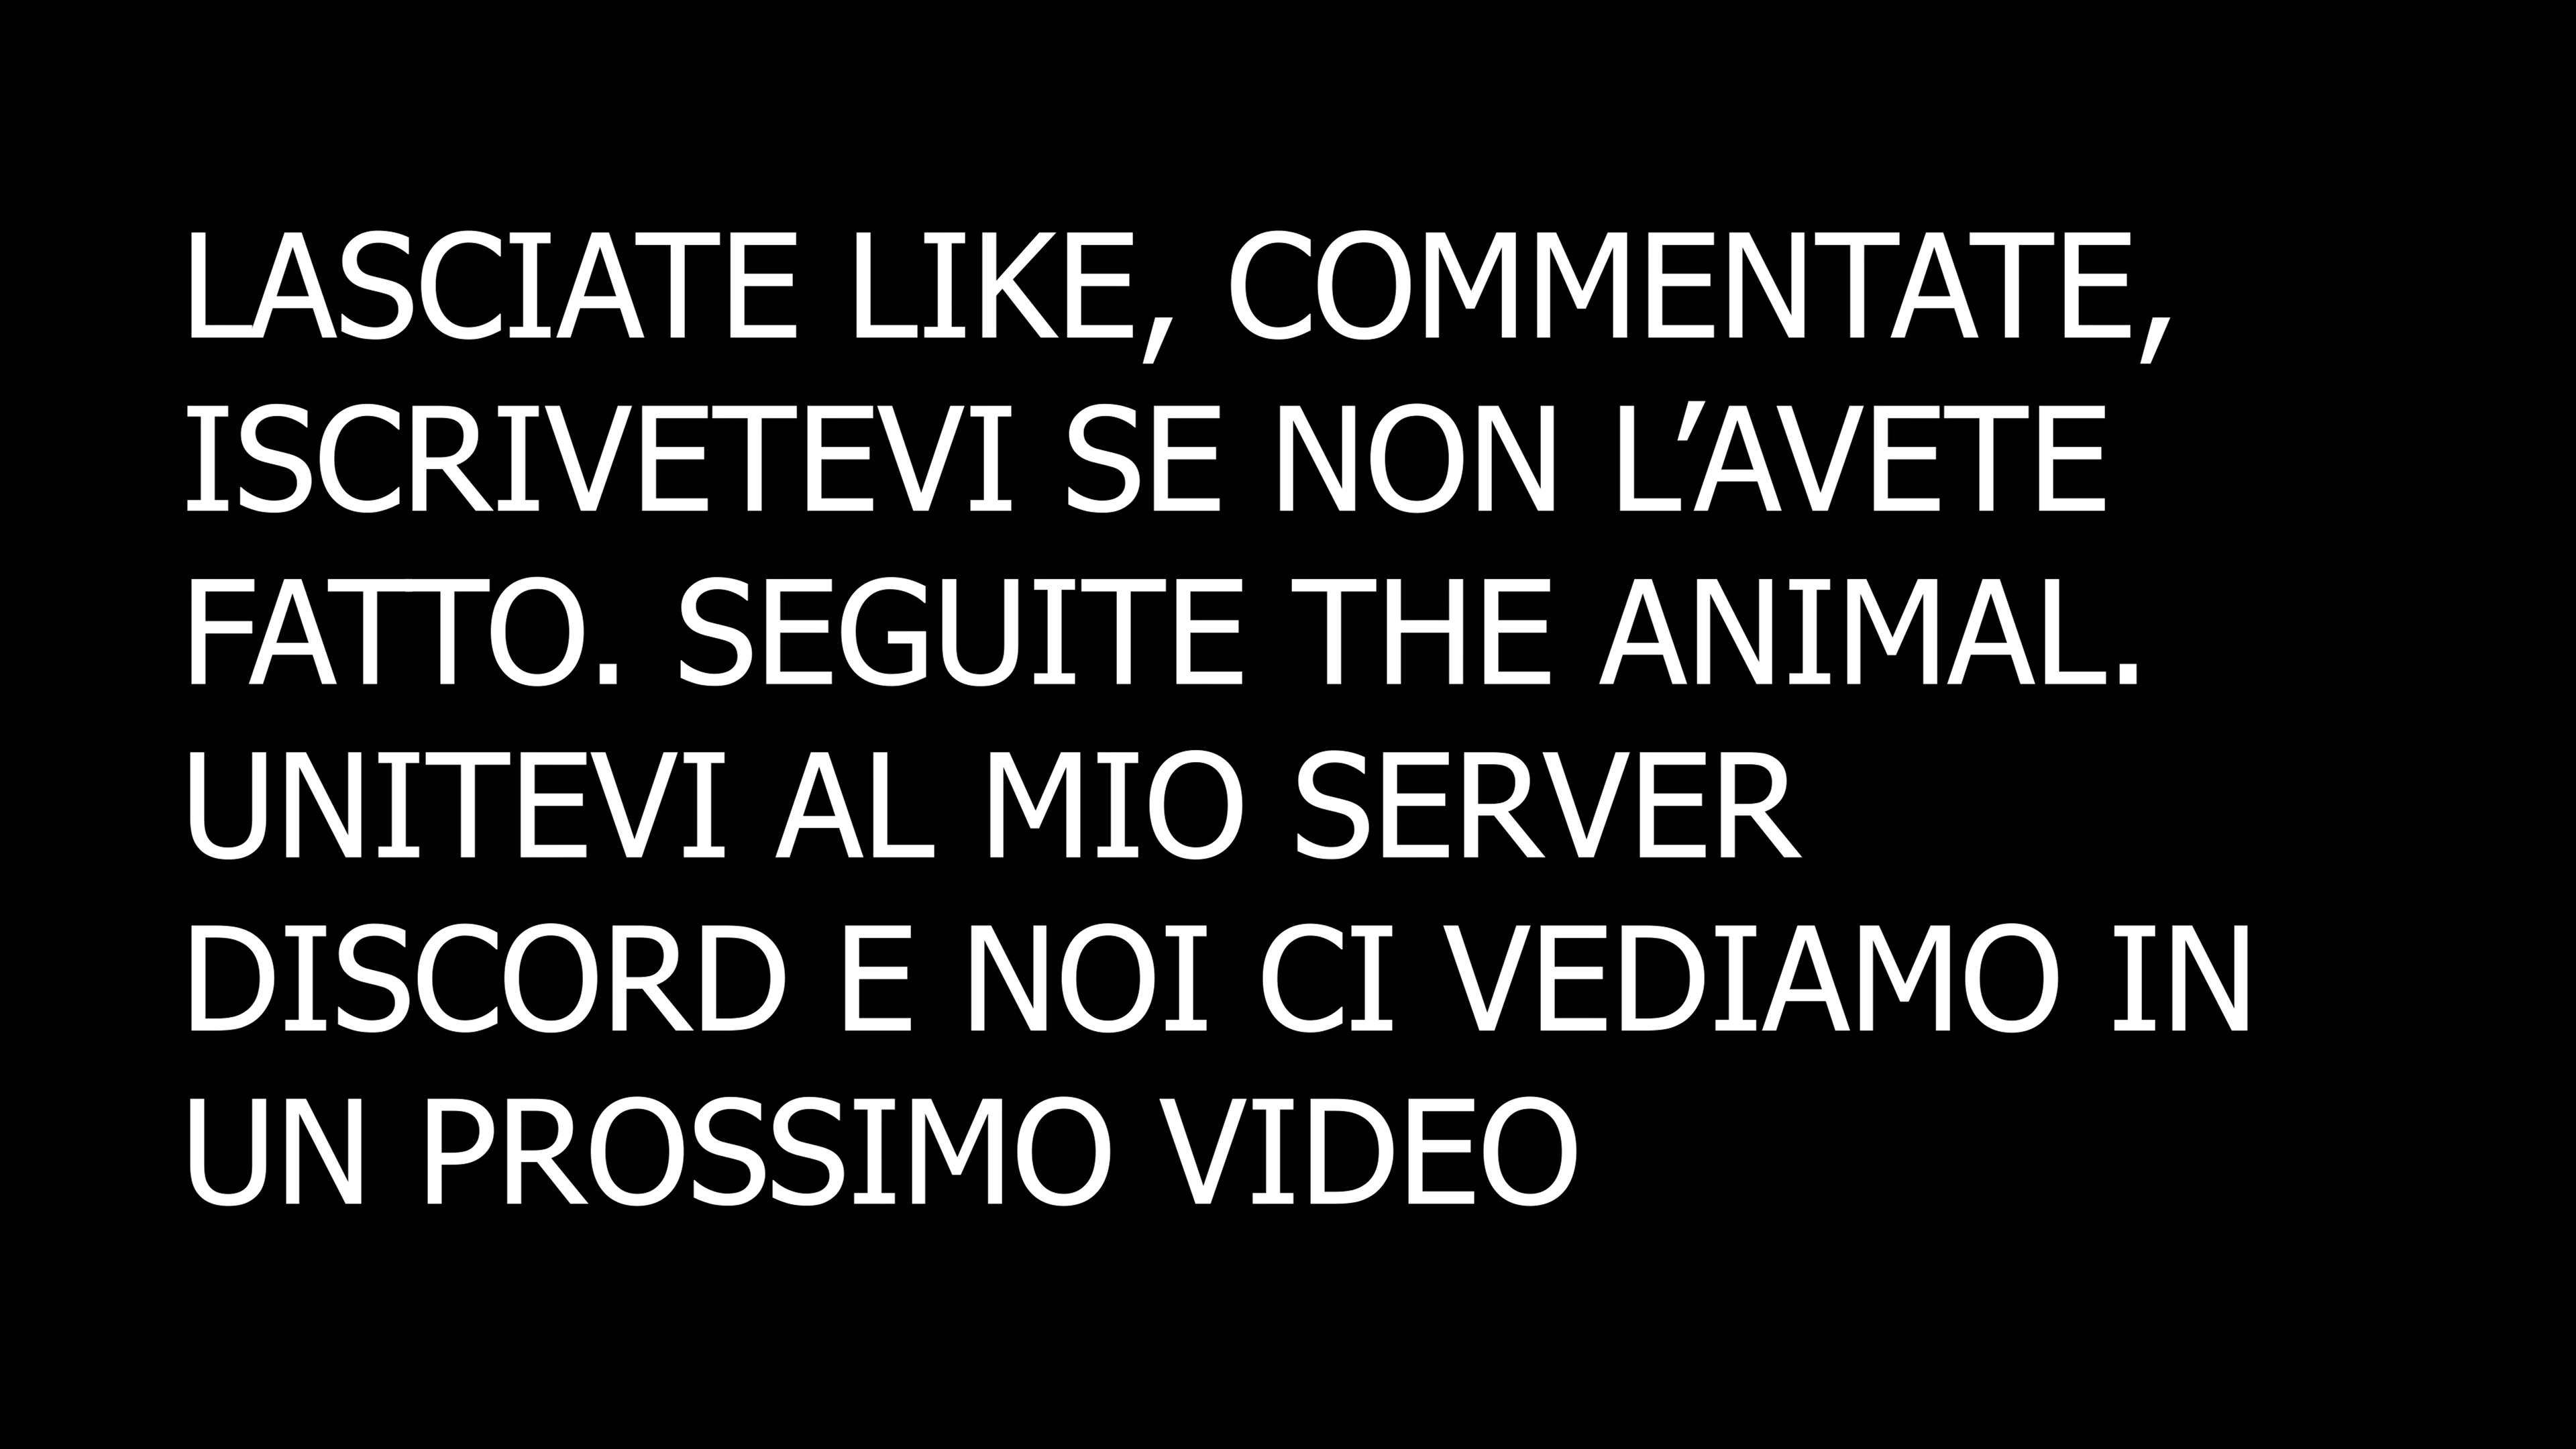 LASCIATE LIKE, COMMENTATE,
ISCRIVETEVI SE NON L’AVETE
FATTO. SEGUITE THE ANIMAL.
UNITEVI AL MIO SERVER
DISCORD E NOI CI VEDIAMO IN
UN PROSSIMO VIDEO